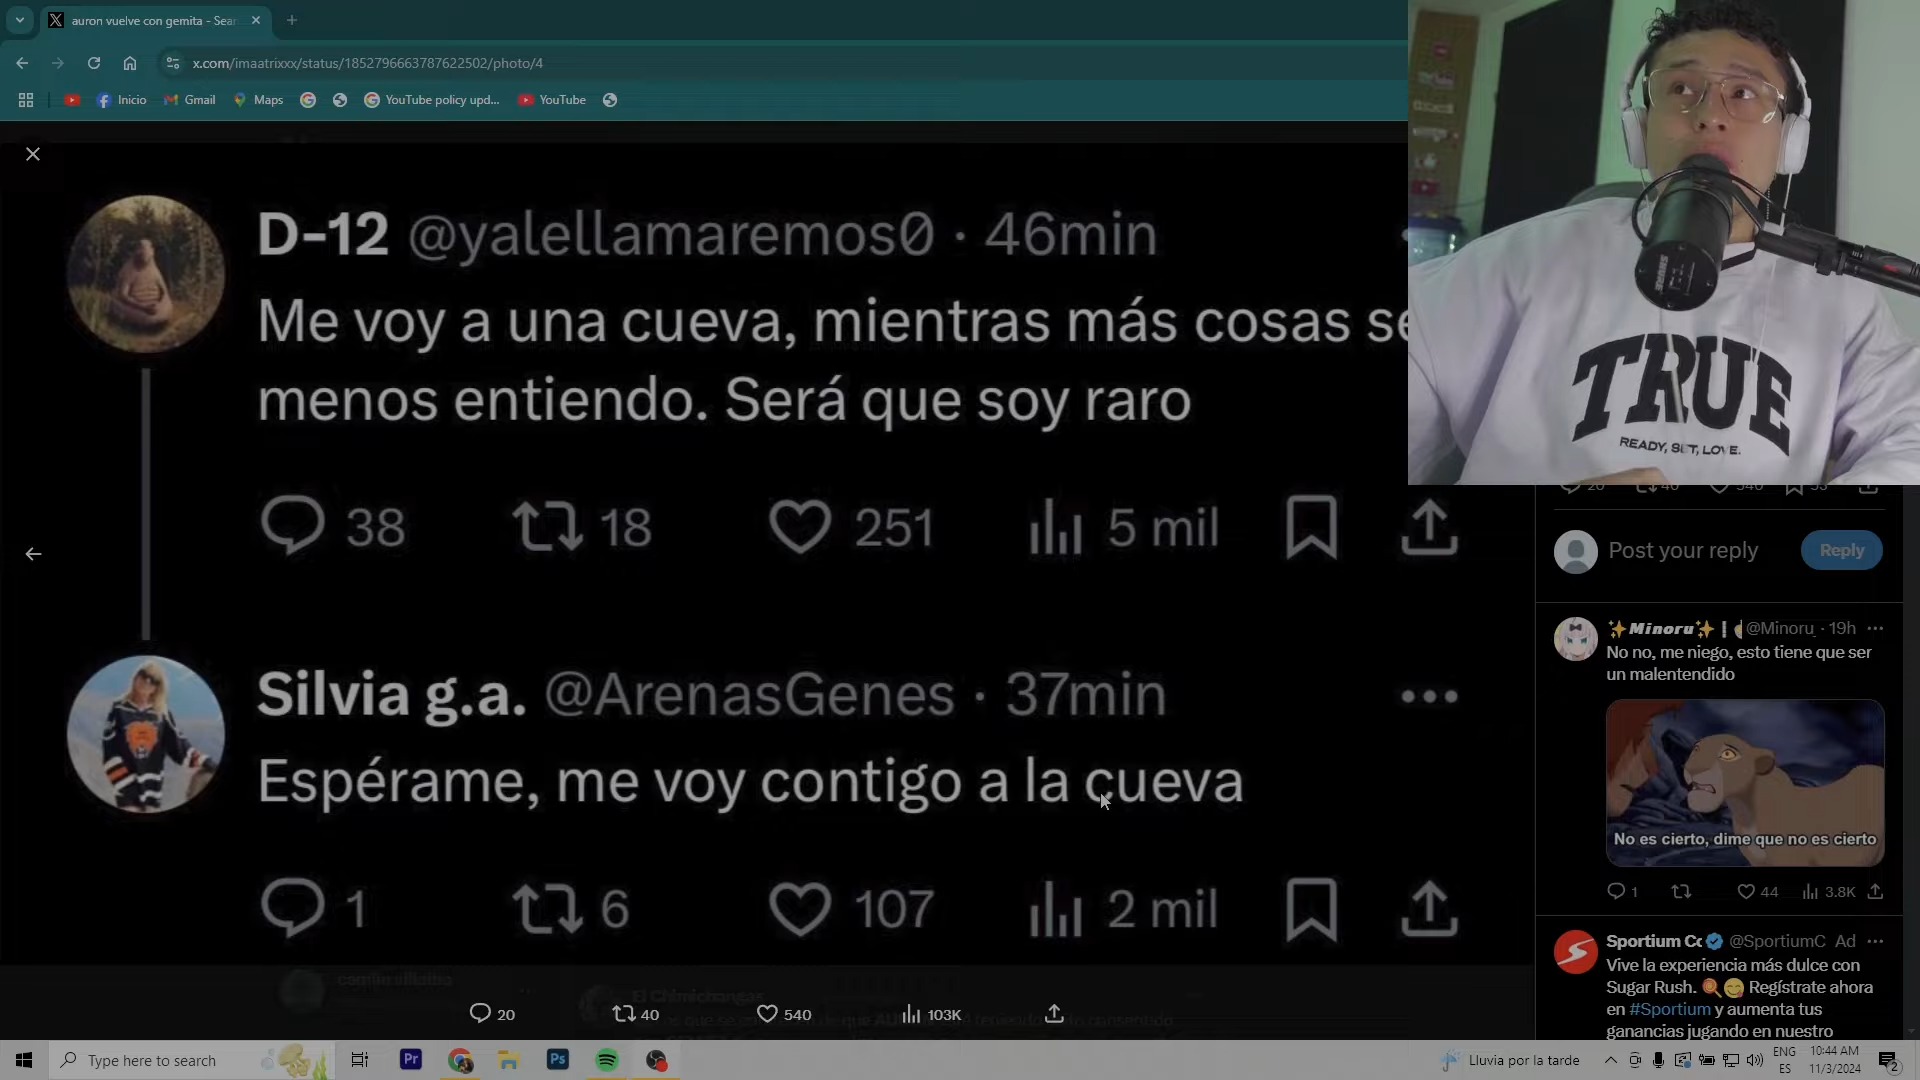 auron vuelve con gemita - Sear
x.com/imaatrixxx/status/1852796663787622502/photo/4
Inicio
Gmail
Maps
YouTube policy upd...
YouTube
D-12 @yalellamaremos0 · 46min
Me voy a una cueva, mientras más cosas se
menos entiendo. Será que soy raro
38 18 251 5 mil
Silvia g.a. @ArenasGenes · 37min
Espérame, me voy contigo a la cueva
1 6 107 2 mil
20 40 540 103K
TRUE
READY, SET, LOVE.
SHURE
Post your reply
Reply
Minoru @Minoru_ · 19h
No no, me niego, esto tiene que ser
un malentendido
No es cierto, dime que no es cierto
1 44 3.8K
Sportium Co @SportiumC Ad
Vive la experiencia más dulce con
Sugar Rush. 🍭😋 Regístrate ahora
en #Sportium y aumenta tus
ganancias jugando en nuestro
Type here to search
Pr
Ps
Lluvia por la tarde
ENG
ES
10:44 AM
11/3/2024
2